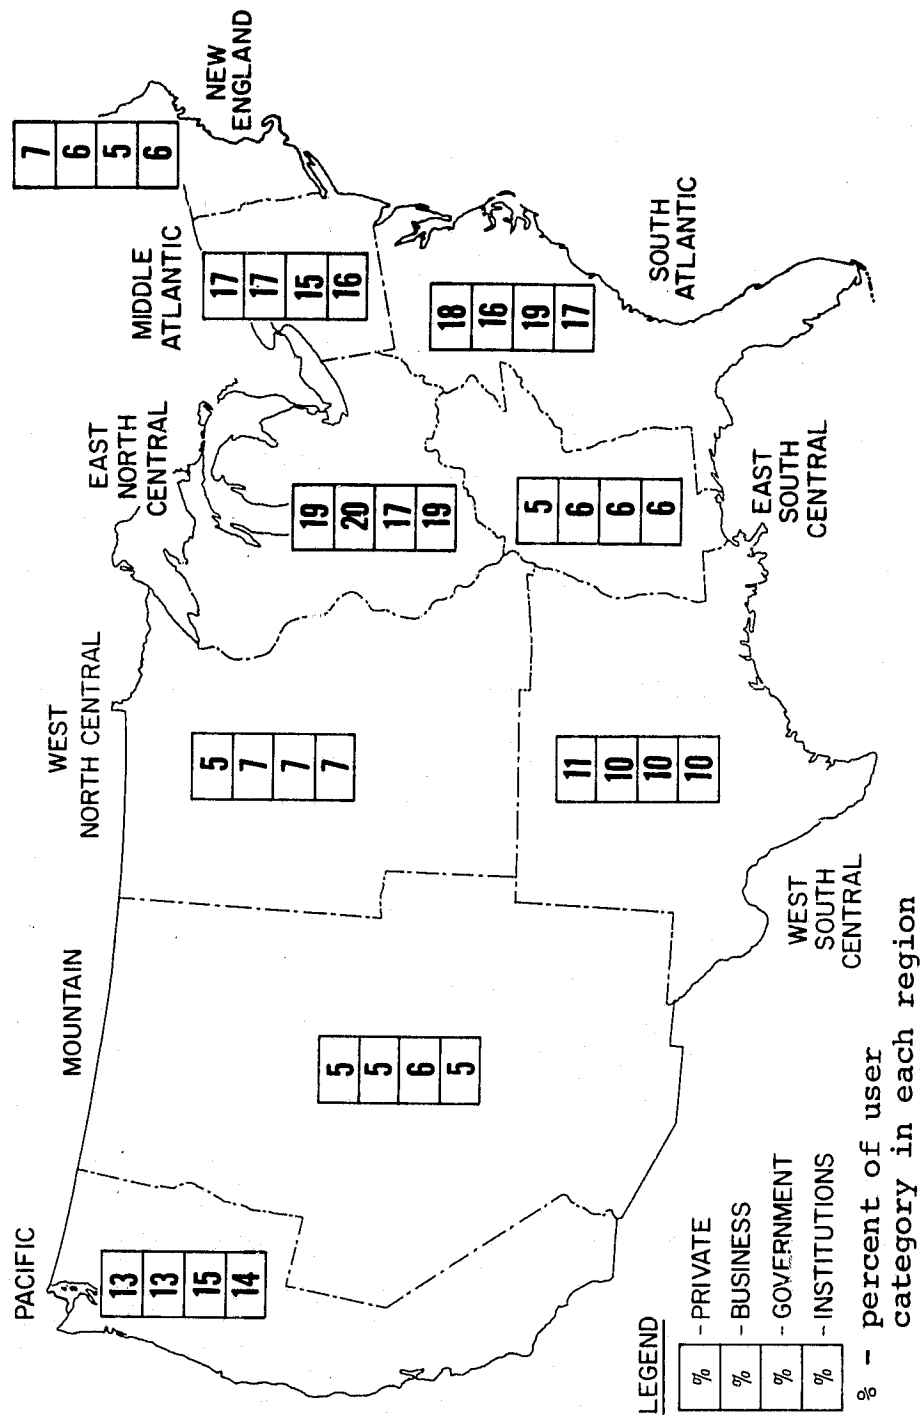 PACIFIC
13
13
15
14
MOUNTAIN
5
5
6
5
WEST
NORTH CENTRAL
5
7
7
7
EAST
NORTH
CENTRAL
19
20
17
19
MIDDLE
ATLANTIC
17
17
15
16
7
6
5
6
NEW
ENGLAND
18
16
19
17
SOUTH
ATLANTIC
5
6
6
6
EAST
SOUTH
CENTRAL
11
10
10
10
WEST
SOUTH
CENTRAL
LEGEND
% - PRIVATE
% - BUSINESS
% - GOVERNMENT
% - INSTITUTIONS
% - percent of user
category in each region